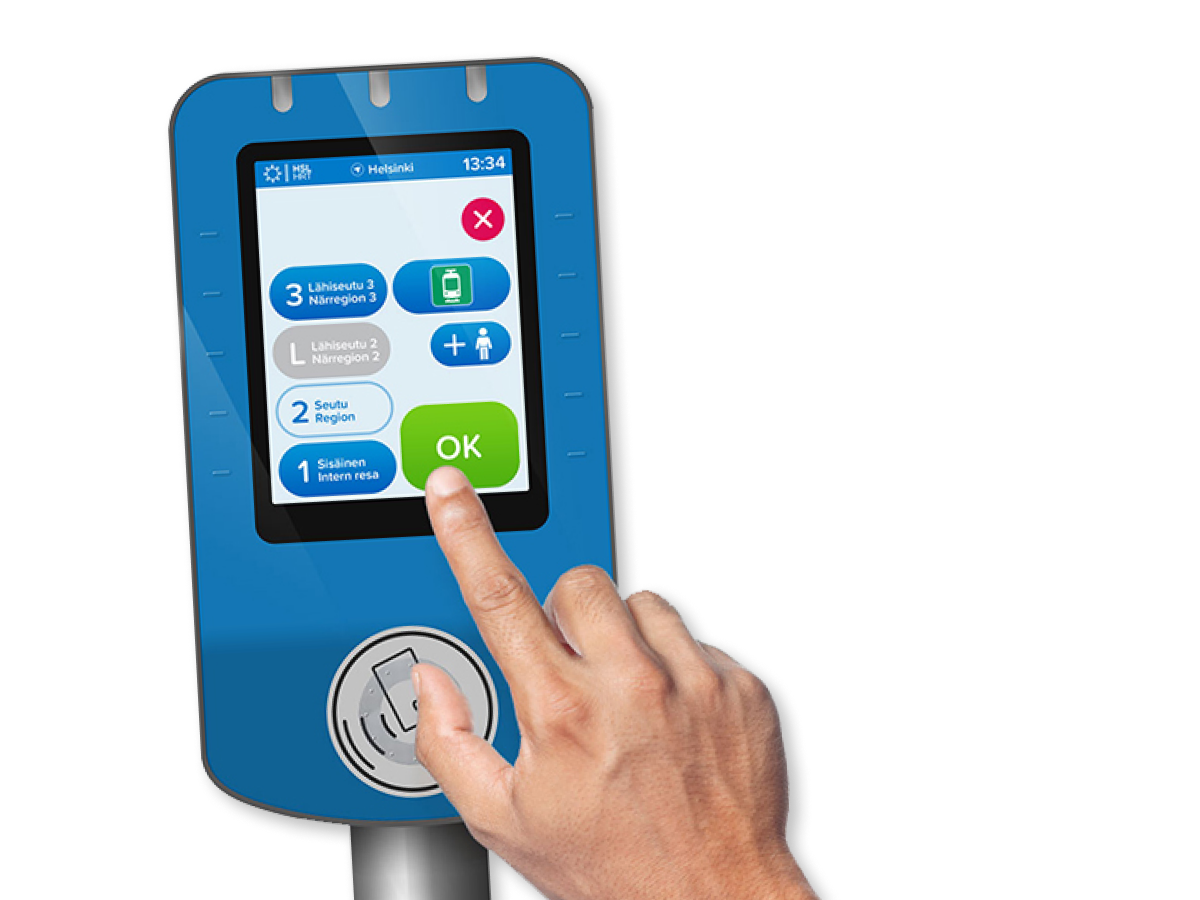 HSL
HRT
Helsinki
13:34
3 Lähiseutu 3
Närregion 3
L Lähiseutu 2
Närregion 2
2 Seutu
Region
OK
1 Sisäinen
Intern resa